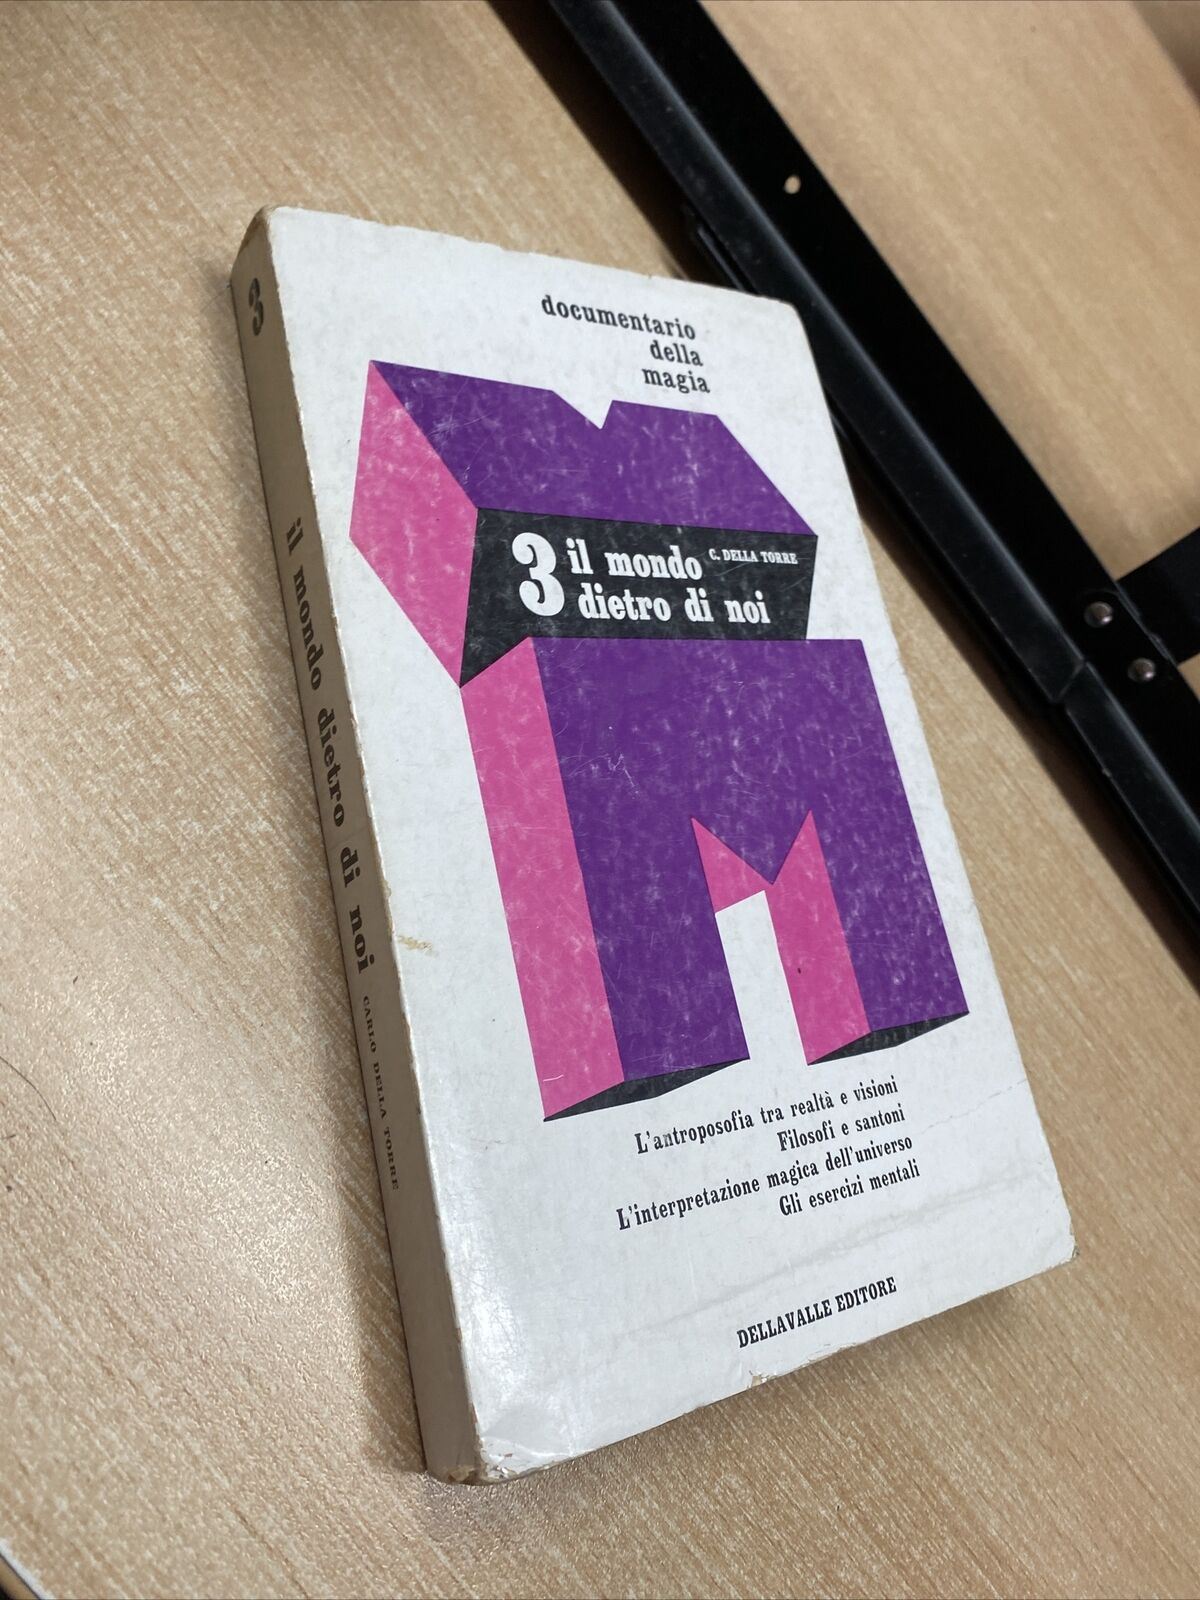 documentario
della
magia
3
il mondo
dietro di noi
C. DELLA TORRE
L'antroposofia tra realtà e visioni
Filosofi e santoni
L'interpretazione magica dell'universo
Gli esercizi mentali
DELLAVALLE EDITORE
3
il mondo dietro di noi
CARLO DELLA TORRE